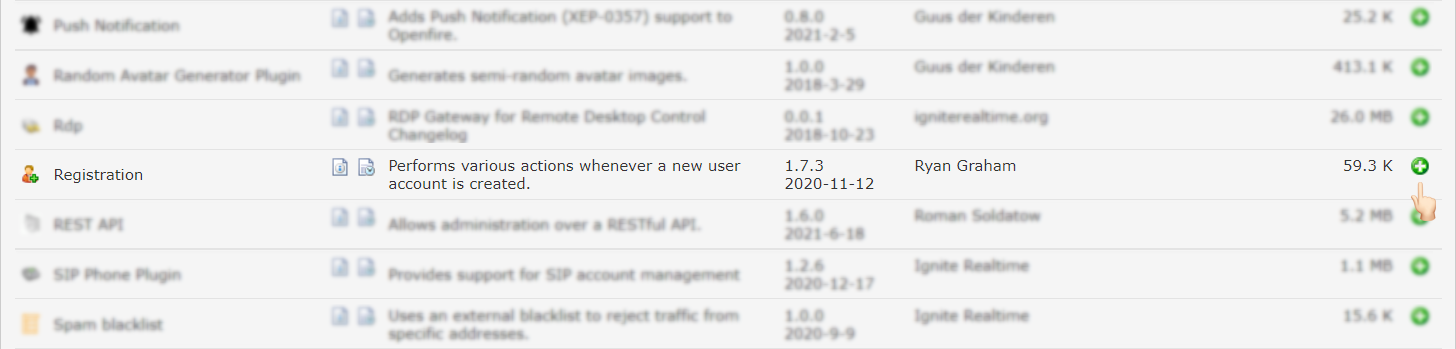 Push Notification
Adds Push Notification (XEP-0357) support to
Openfire.
0.8.0
2021-2-5
Guus der Kinderen
25.2 K
Random Avatar Generator Plugin
Generates semi-random avatar images.
1.0.0
2018-3-29
Guus der Kinderen
413.1 K
Rdp
RDP Gateway for Remote Desktop Control
Changelog
0.0.1
2018-10-23
igniterealtime.org
26.0 MB
Registration
Performs various actions whenever a new user
account is created.
1.7.3
2020-11-12
Ryan Graham
59.3 K
REST API
Allows administration over a RESTful API.
1.6.0
2021-6-18
Roman Soldatow
5.2 MB
SIP Phone Plugin
Provides support for SIP account management
1.2.6
2020-12-17
Ignite Realtime
1.1 MB
Spam blacklist
Uses an external blacklist to reject traffic from
specific addresses.
1.0.0
2020-9-9
Ignite Realtime
15.6 K